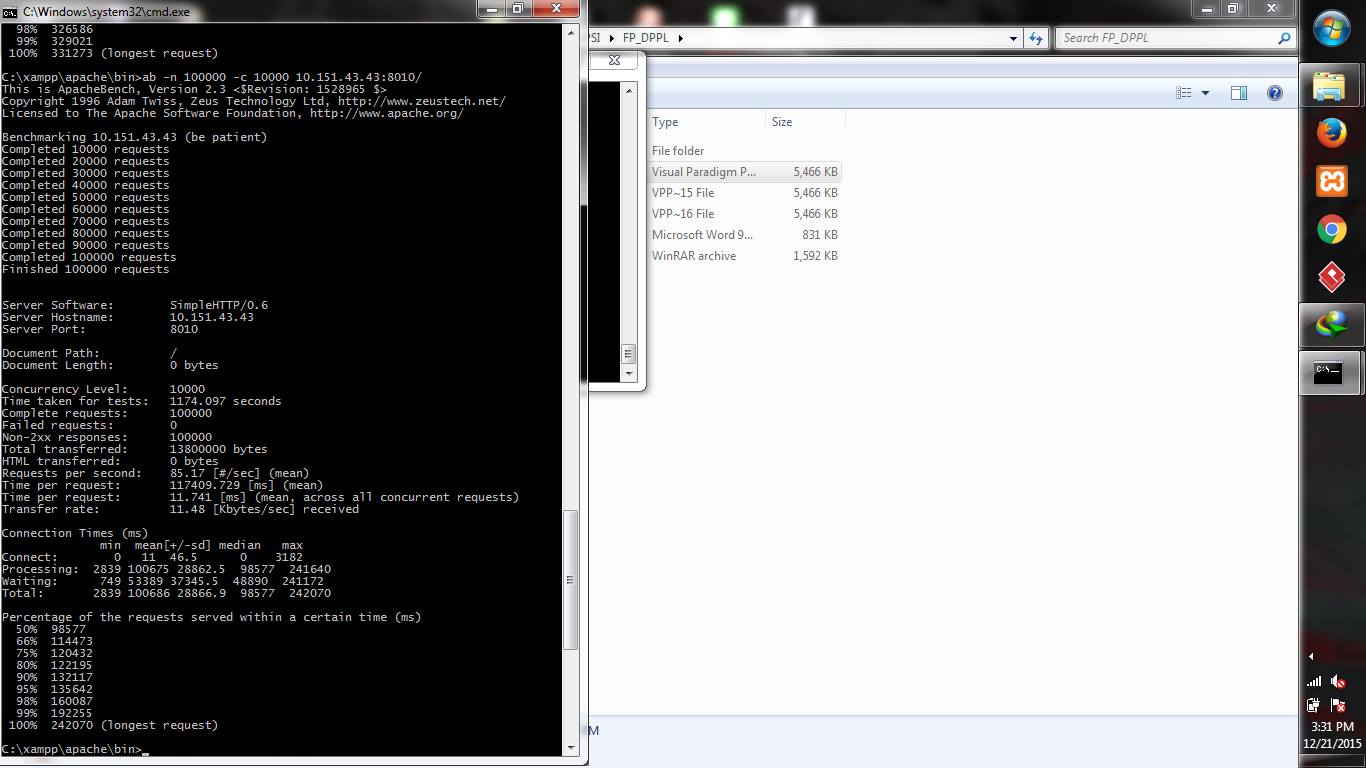 C:\Windows\system32\cmd.exe
98% 326586
99% 329021
100% 331273 (longest request)
C:\xampp\apache\bin>ab -n 100000 -c 10000 10.151.43.43:8010/
This is ApacheBench, Version 2.3 <$Revision: 1528965 $>
Copyright 1996 Adam Twiss, Zeus Technology Ltd, http://www.zeustech.net/
Licensed to The Apache Software Foundation, http://www.apache.org/
Benchmarking 10.151.43.43 (be patient)
Completed 10000 requests
Completed 20000 requests
Completed 30000 requests
Completed 40000 requests
Completed 50000 requests
Completed 60000 requests
Completed 70000 requests
Completed 80000 requests
Completed 90000 requests
Completed 100000 requests
Finished 100000 requests
Server Software: SimpleHTTP/0.6
Server Hostname: 10.151.43.43
Server Port: 8010
Document Path: /
Document Length: 0 bytes
Concurrency Level: 10000
Time taken for tests: 1174.097 seconds
Complete requests: 100000
Failed requests: 0
Non-2xx responses: 100000
Total transferred: 13800000 bytes
HTML transferred: 0 bytes
Requests per second: 85.17 [#/sec] (mean)
Time per request: 117409.729 [ms] (mean)
Time per request: 11.741 [ms] (mean, across all concurrent requests)
Transfer rate: 11.48 [Kbytes/sec] received
Connection Times (ms)
min mean[+/-sd] median max
Connect: 0 11 46.5 0 3182
Processing: 2839 100675 28862.5 98577 241640
Waiting: 749 53389 37345.5 48890 241172
Total: 2839 100686 28866.9 98577 242070
Percentage of the requests served within a certain time (ms)
50% 98577
66% 114473
75% 120432
80% 122195
90% 132117
95% 135642
98% 160087
99% 192255
100% 242070 (longest request)
C:\xampp\apache\bin>_
SI ▸ FP_DPPL ▸
Search FP_DPPL
Type Size
File folder
Visual Paradigm P... 5,466 KB
VPP~15 File 5,466 KB
VPP~16 File 5,466 KB
Microsoft Word 9... 831 KB
WinRAR archive 1,592 KB
M
C:\
3:31 PM
12/21/2015